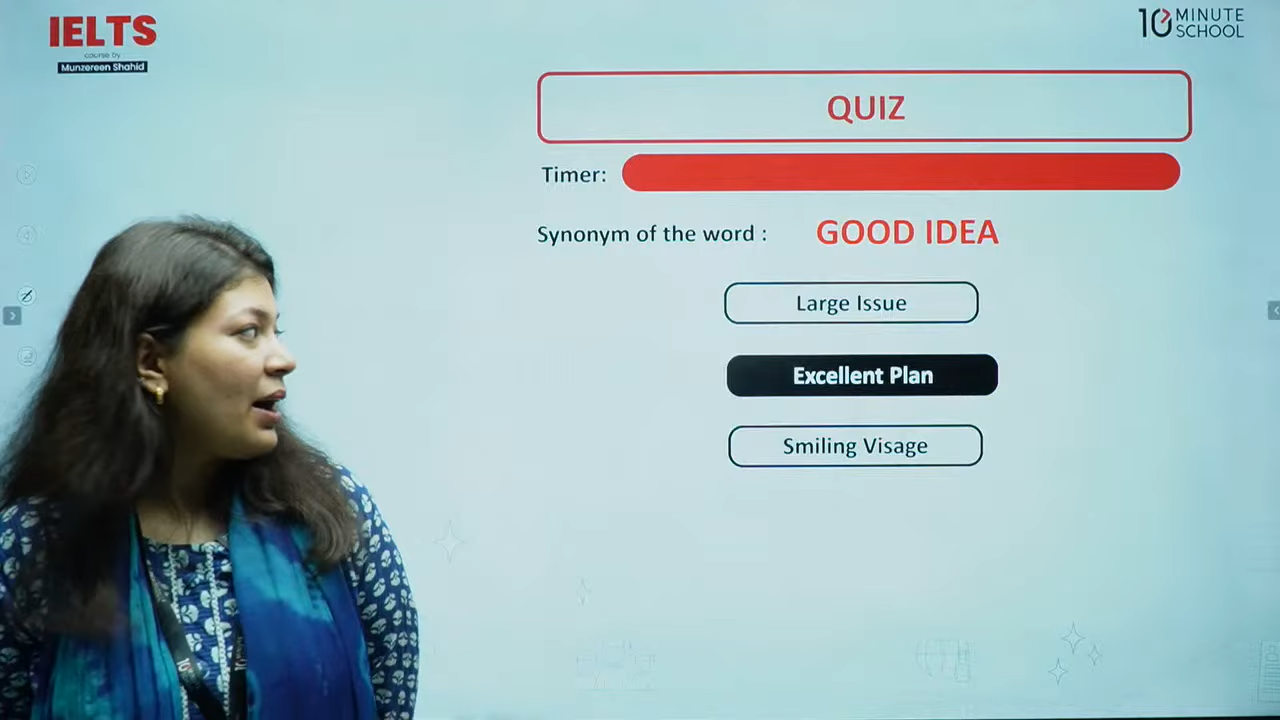 IELTS
course by
Munzereen Shahid
10 MINUTE
SCHOOL
QUIZ
Timer:
Synonym of the word : GOOD IDEA
Large Issue
Excellent Plan
Smiling Visage